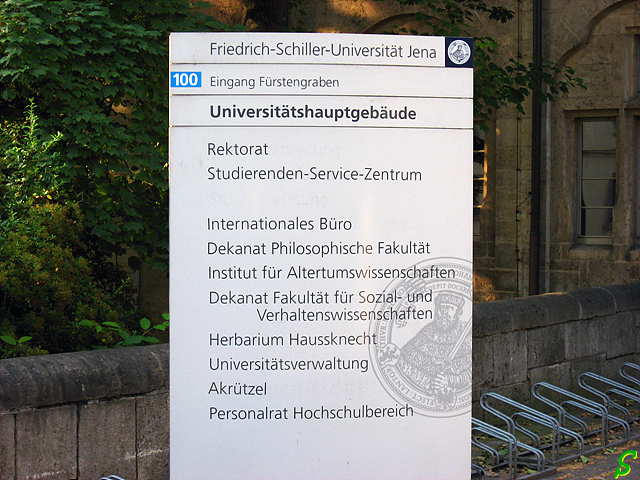 Friedrich-Schiller-Universität Jena
100 Eingang Fürstengraben
Universitätshauptgebäude
Rektorat
Studierenden-Service-Zentrum
Internationales Büro
Dekanat Philosophische Fakultät
Institut für Altertumswissenschaften
Dekanat Fakultät für Sozial- und
Verhaltenswissenschaften
Herbarium Haussknecht
Universitätsverwaltung
Akrützel
Personalrat Hochschulbereich
S